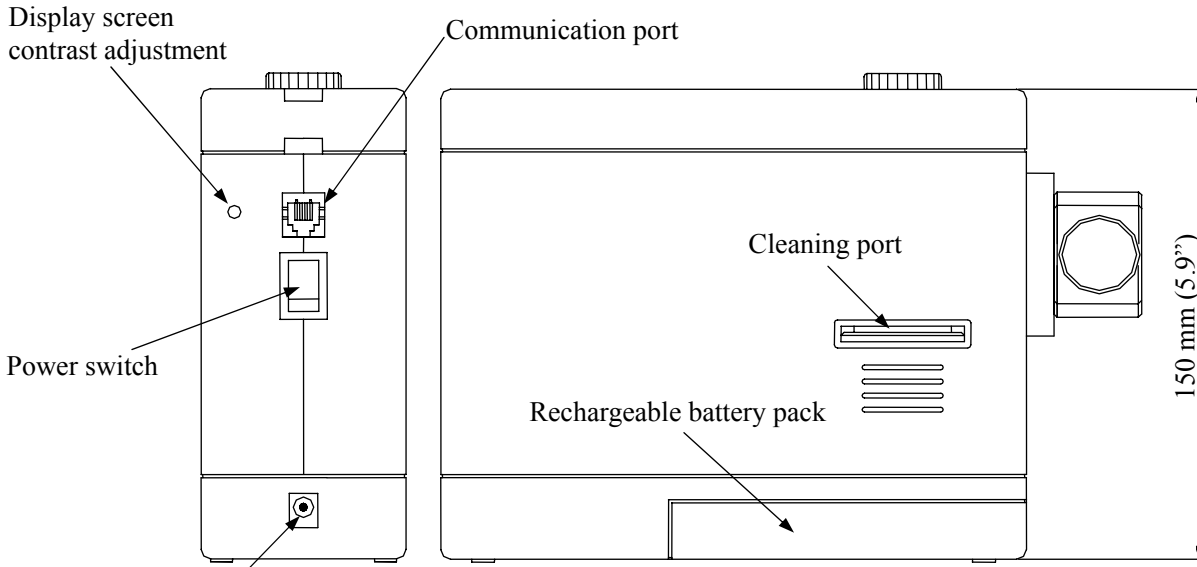 Display screen
contrast adjustment
Communication port
Cleaning port
150 mm (5.9”)
Power switch
Rechargeable battery pack